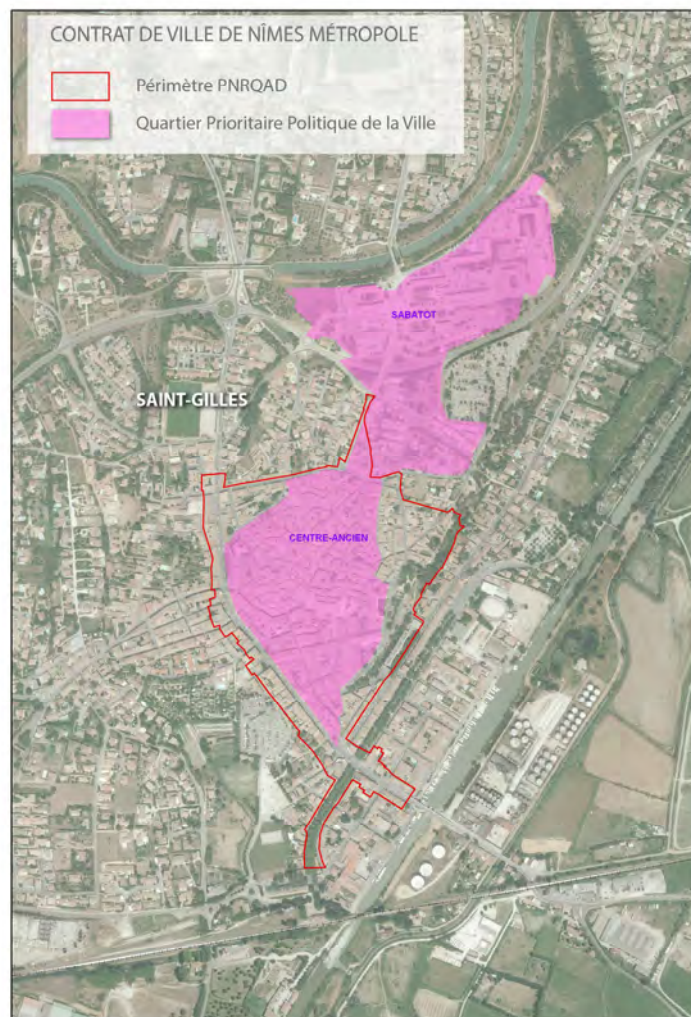 CONTRAT DE VILLE DE NÎMES MÉTROPOLE
Périmètre PNRQAD
Quartier Prioritaire Politique de la Ville
SABATOT
SAINT-GILLES
CENTRE-ANCIEN